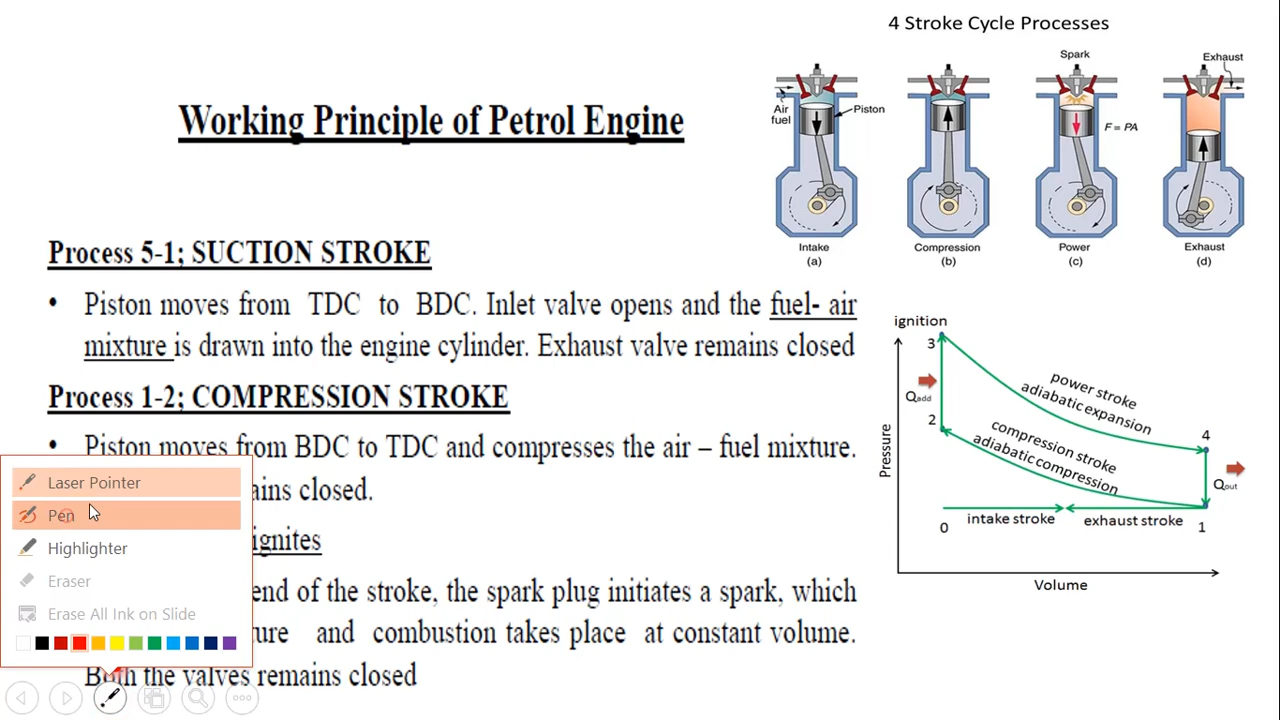 4 Stroke Cycle Processes
Working Principle of Petrol Engine
Spark
Exhaust
Air
fuel
Piston
F = PA
Intake
(a)
Compression
(b)
Power
(c)
Exhaust
(d)
Process 5-1; SUCTION STROKE
• Piston moves from TDC to BDC. Inlet valve opens and the fuel- air
mixture is drawn into the engine cylinder. Exhaust valve remains closed
Process 1-2; COMPRESSION STROKE
• Piston moves from BDC to TDC and compresses the air – fuel mixture.
ains closed.
ignites
end of the stroke, the spark plug initiates a spark, which
ture and combustion takes place at constant volume.
Both the valves remains closed
Laser Pointer
Pen
Highlighter
Eraser
Erase All Ink on Slide
ignition
3
Qadd
2
power stroke
adiabatic expansion
compression stroke
adiabatic compression
4
Qout
Pressure
intake stroke
exhaust stroke
0
1
Volume